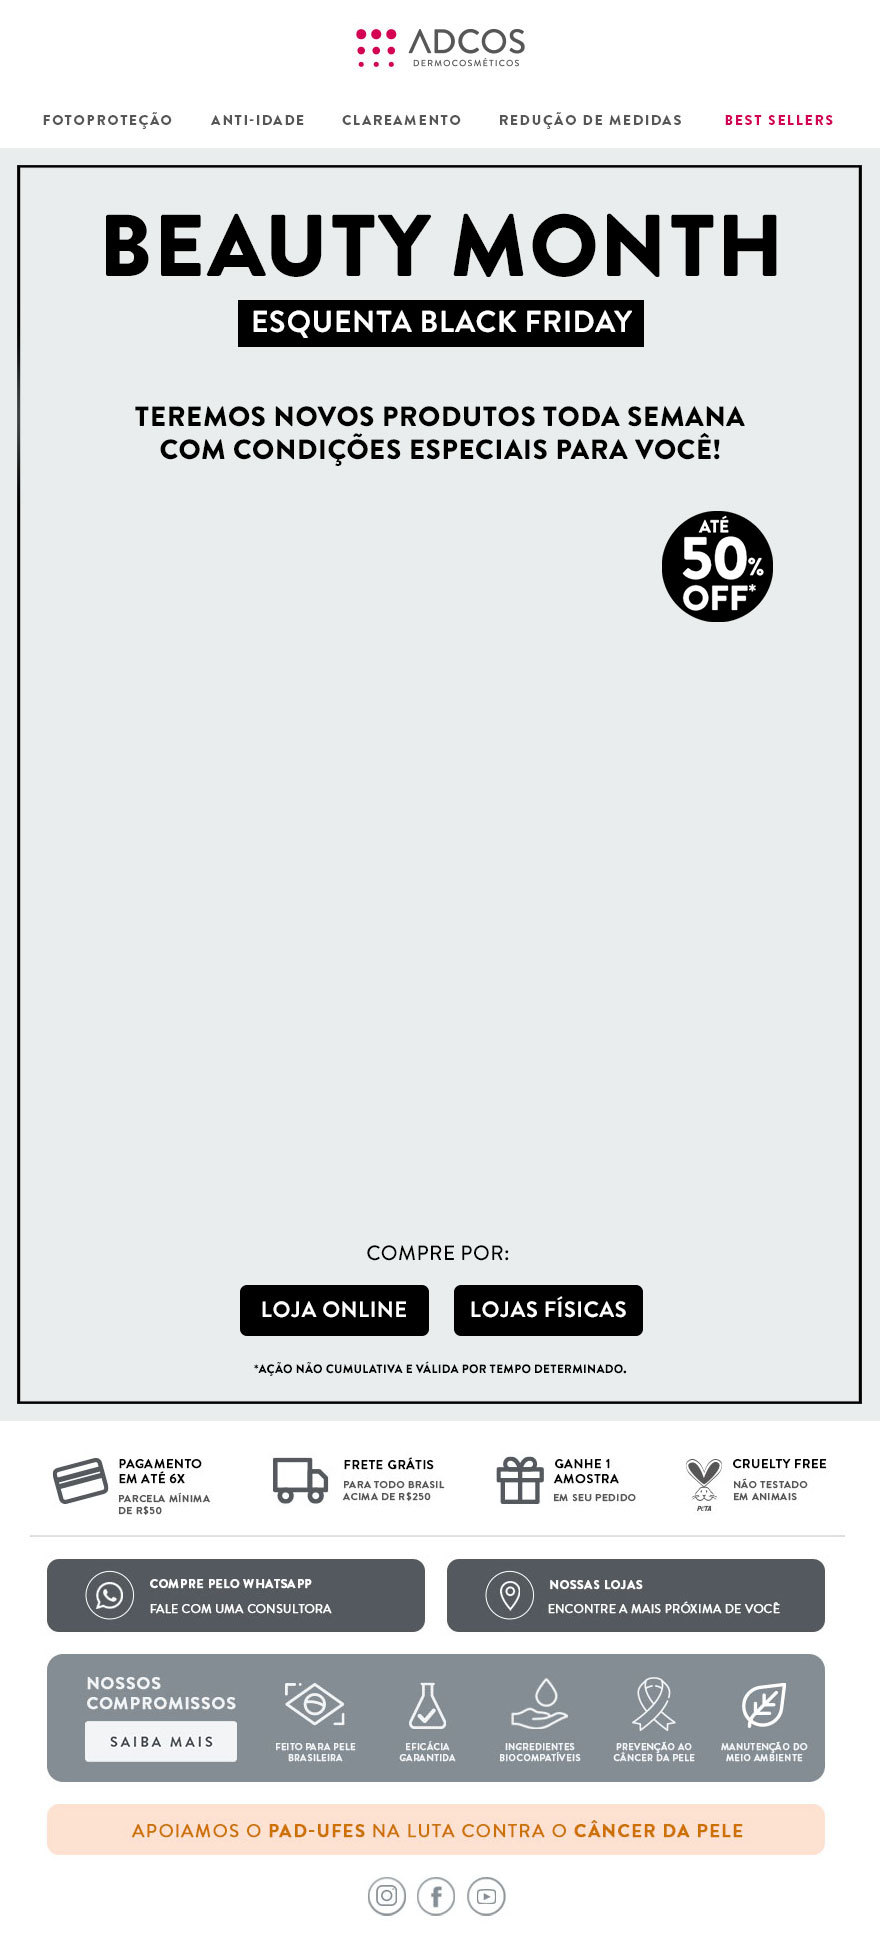 ADCOS
DERMOCOSMÉTICOS
FOTOPROTEÇÃO ANTI-IDADE CLAREAMENTO REDUÇÃO DE MEDIDAS BEST SELLERS
BEAUTY MONTH
ESQUENTA BLACK FRIDAY
TEREMOS NOVOS PRODUTOS TODA SEMANA
COM CONDIÇÕES ESPECIAIS PARA VOCÊ!
ATÉ
50%
OFF*
COMPRE POR:
LOJA ONLINE LOJAS FÍSICAS
*AÇÃO NÃO CUMULATIVA E VÁLIDA POR TEMPO DETERMINADO.
PAGAMENTO
EM ATÉ 6X
PARCELA MÍNIMA
DE R$50
FRETE GRÁTIS
PARA TODO BRASIL
ACIMA DE R$250
GANHE 1
AMOSTRA
EM SEU PEDIDO
PETA
CRUELTY FREE
NÃO TESTADO
EM ANIMAIS
COMPRE PELO WHATSAPP
FALE COM UMA CONSULTORA
NOSSAS LOJAS
ENCONTRE A MAIS PRÓXIMA DE VOCÊ
NOSSOS
COMPROMISSOS
SAIBA MAIS
FEITO PARA PELE
BRASILEIRA
EFICÁCIA
GARANTIDA
INGREDIENTES
BIOCOMPATÍVEIS
PREVENÇÃO AO
CÂNCER DA PELE
MANUTENÇÃO DO
MEIO AMBIENTE
APOIAMOS O PAD-UFES NA LUTA CONTRA O CÂNCER DA PELE